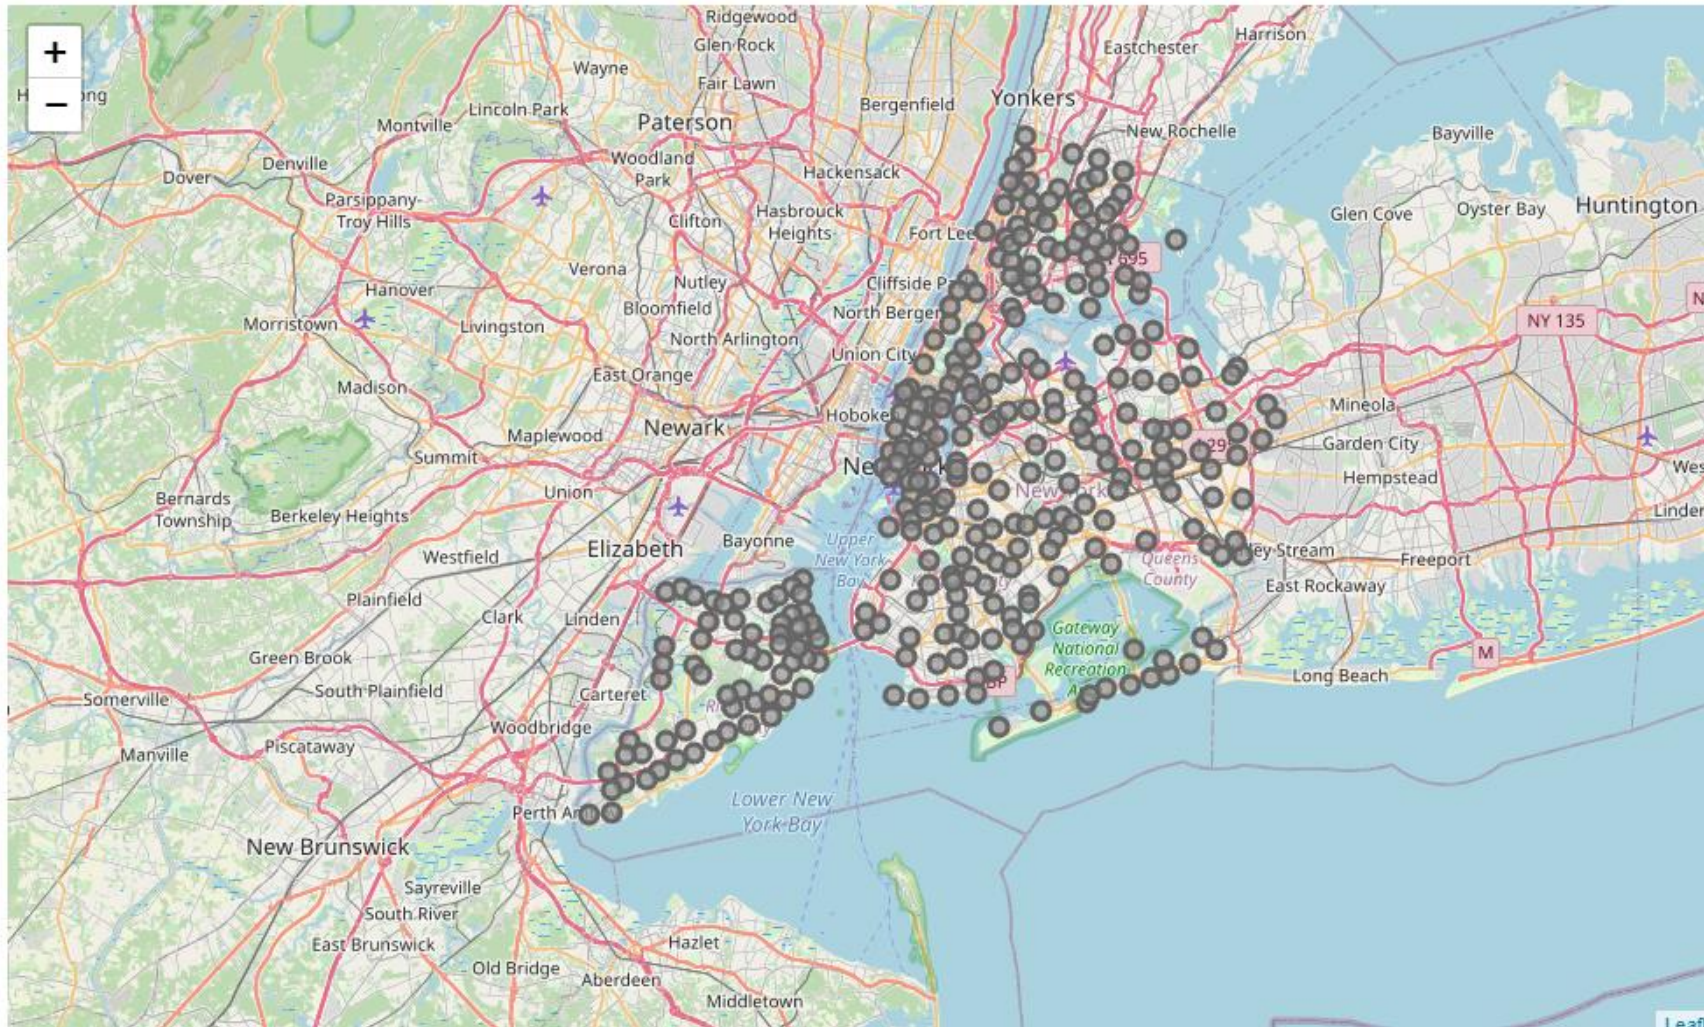 +
−
Ridgewood
Glen Rock
Harrison
Eastchester
Wayne
Fair Lawn
Lincoln Park
Bergenfield
Yonkers
Montville
Paterson
New Rochelle
Bayville
Denville
Woodland
Park
Dover
Hackensack
Parsippany-
Troy Hills
Clifton
Hasbrouck
Heights
Fort Lee
Glen Cove
Oyster Bay
Huntington
695
Verona
Nutley
Hanover
Bloomfield
Cliffside
North Bergen
Morristown
Livingston
North Arlington
NY 135
Union City
East Orange
Madison
Mineola
Hoboken
Newark
Maplewood
Garden City
Summit
Hempstead
Union
New York
Bernards
Township
Berkeley Heights
Elizabeth
Bayonne
Upper
New York
Bay
Queens
County
Stream
Freeport
Westfield
East Rockaway
Plainfield
Clark
Linden
Gateway
National
Recreation
Green Brook
M
South Plainfield
Carteret
Long Beach
Somerville
Woodbridge
Manville
Piscataway
Lower New
York Bay
Perth
New Brunswick
Sayreville
South River
East Brunswick
Hazlet
Old Bridge
Aberdeen
Middletown